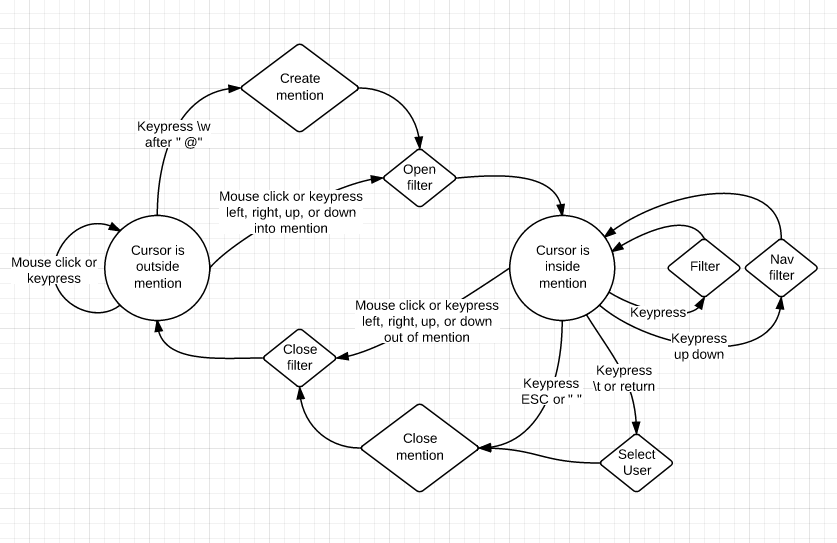 Create
mention
Keypress \w
after " @"
Open
filter
Mouse click or keypress
left, right, up, or down
into mention
Mouse click or
keypress
Cursor is
outside
mention
Cursor is
inside
mention
Filter
Nav
filter
Keypress
Keypress
up down
Mouse click or keypress
left, right, up, or down
out of mention
Close
filter
Keypress
ESC or " "
Keypress
\t or return
Close
mention
Select
User